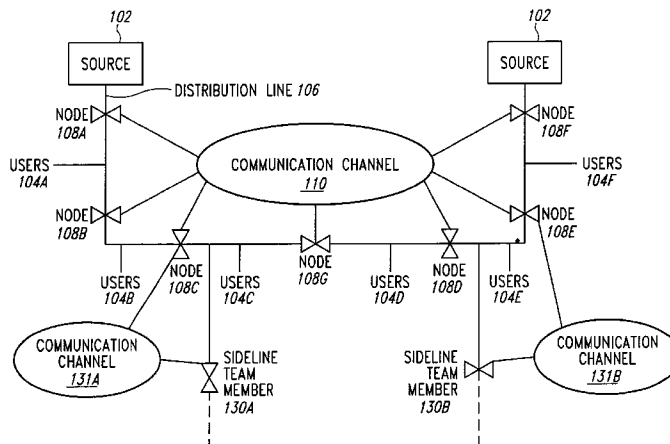 102
SOURCE
DISTRIBUTION LINE 106
NODE
108A
USERS
104A
NODE
108B
COMMUNICATION CHANNEL
110
102
SOURCE
NODE
108F
USERS
104F
NODE
108E
USERS
104B
NODE
108C
USERS
104C
NODE
108G
USERS
104D
NODE
108D
USERS
104E
COMMUNICATION
CHANNEL
131A
SIDELINE
TEAM
MEMBER
130A
SIDELINE
TEAM
MEMBER
130B
COMMUNICATION
CHANNEL
131B